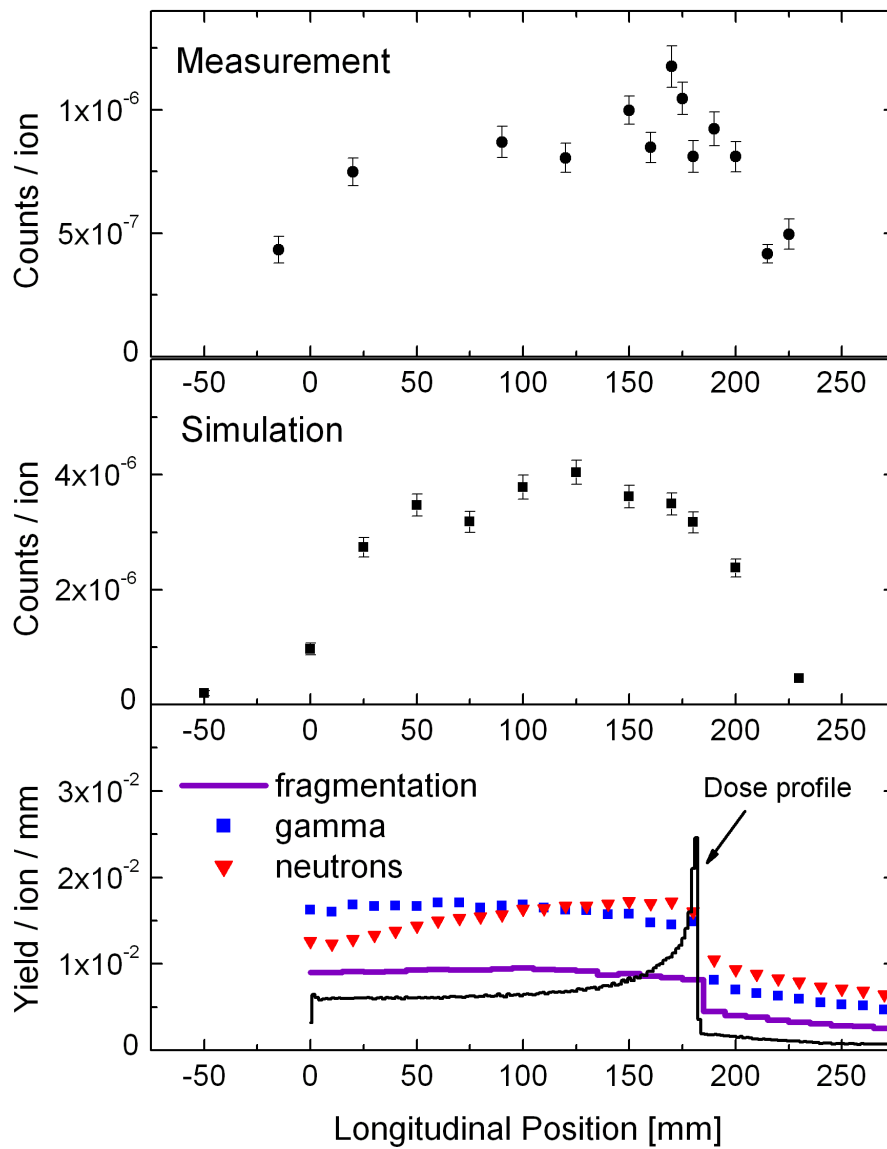 Measurement
Counts / ion
1x10-6
5x10-7
0
-50 0 50 100 150 200 250
Simulation
Counts / ion
4x10-6
2x10-6
0
-50 0 50 100 150 200 250
Yield / ion / mm
3x10-2
2x10-2
1x10-2
0
fragmentation
gamma
neutrons
Dose profile
-50 0 50 100 150 200 250
Longitudinal Position [mm]